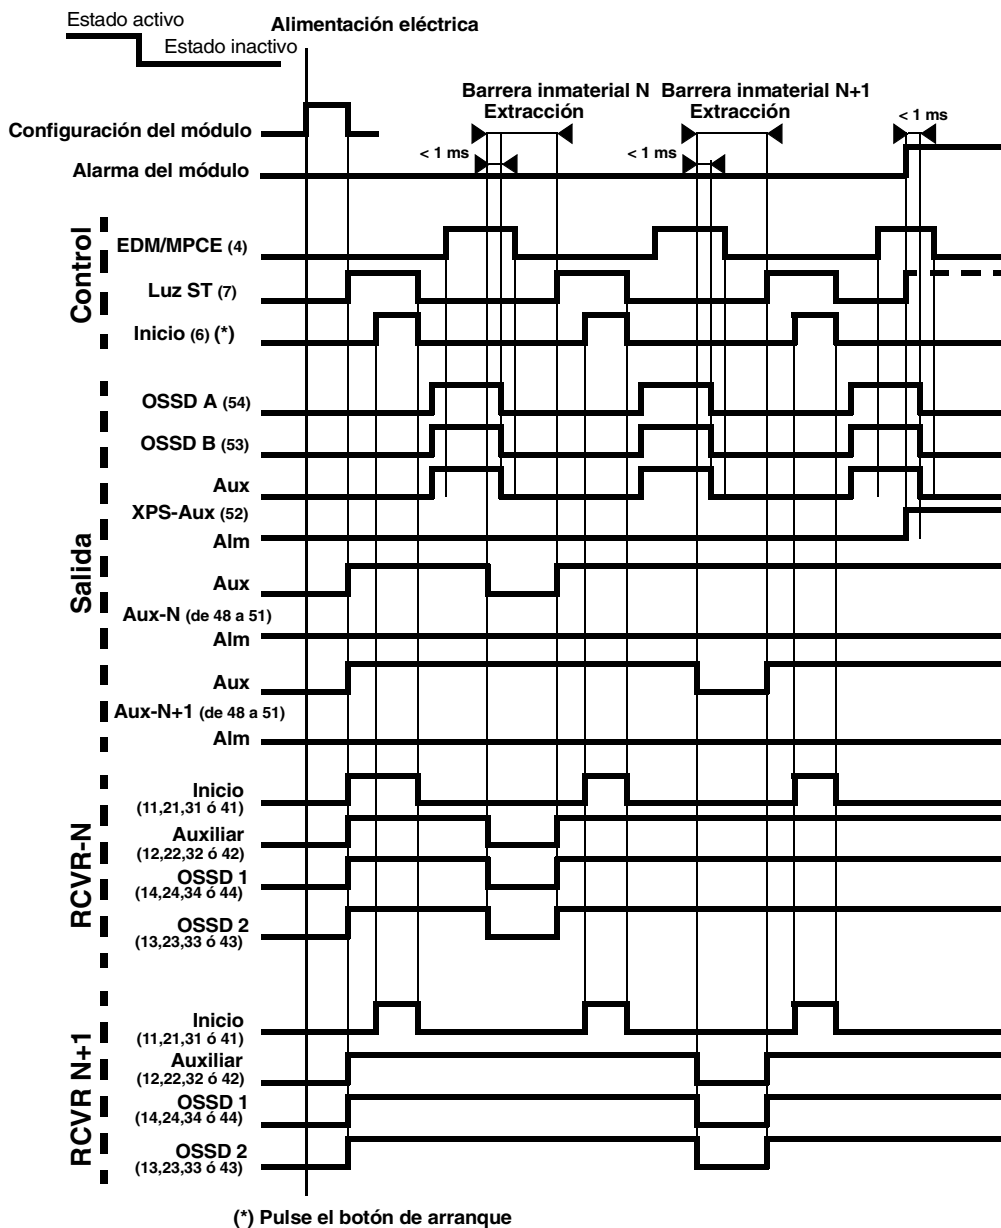 Estado activo
Alimentación eléctrica
Estado inactivo
Barrera inmaterial N
Extracción
Barrera inmaterial N+1
Extracción
< 1 ms
Configuración del módulo
< 1 ms
< 1 ms
Alarma del módulo
Control
EDM/MPCE (4)
Luz ST (7)
Inicio (6) (*)
Salida
OSSD A (54)
OSSD B (53)
Aux
XPS-Aux (52)
Alm
Aux
Aux-N (de 48 a 51)
Alm
Aux
Aux-N+1 (de 48 a 51)
Alm
RCVR-N
Inicio
(11,21,31 ó 41)
Auxiliar
(12,22,32 ó 42)
OSSD 1
(14,24,34 ó 44)
OSSD 2
(13,23,33 ó 43)
RCVR N+1
Inicio
(11,21,31 ó 41)
Auxiliar
(12,22,32 ó 42)
OSSD 1
(14,24,34 ó 44)
OSSD 2
(13,23,33 ó 43)
(*) Pulse el botón de arranque